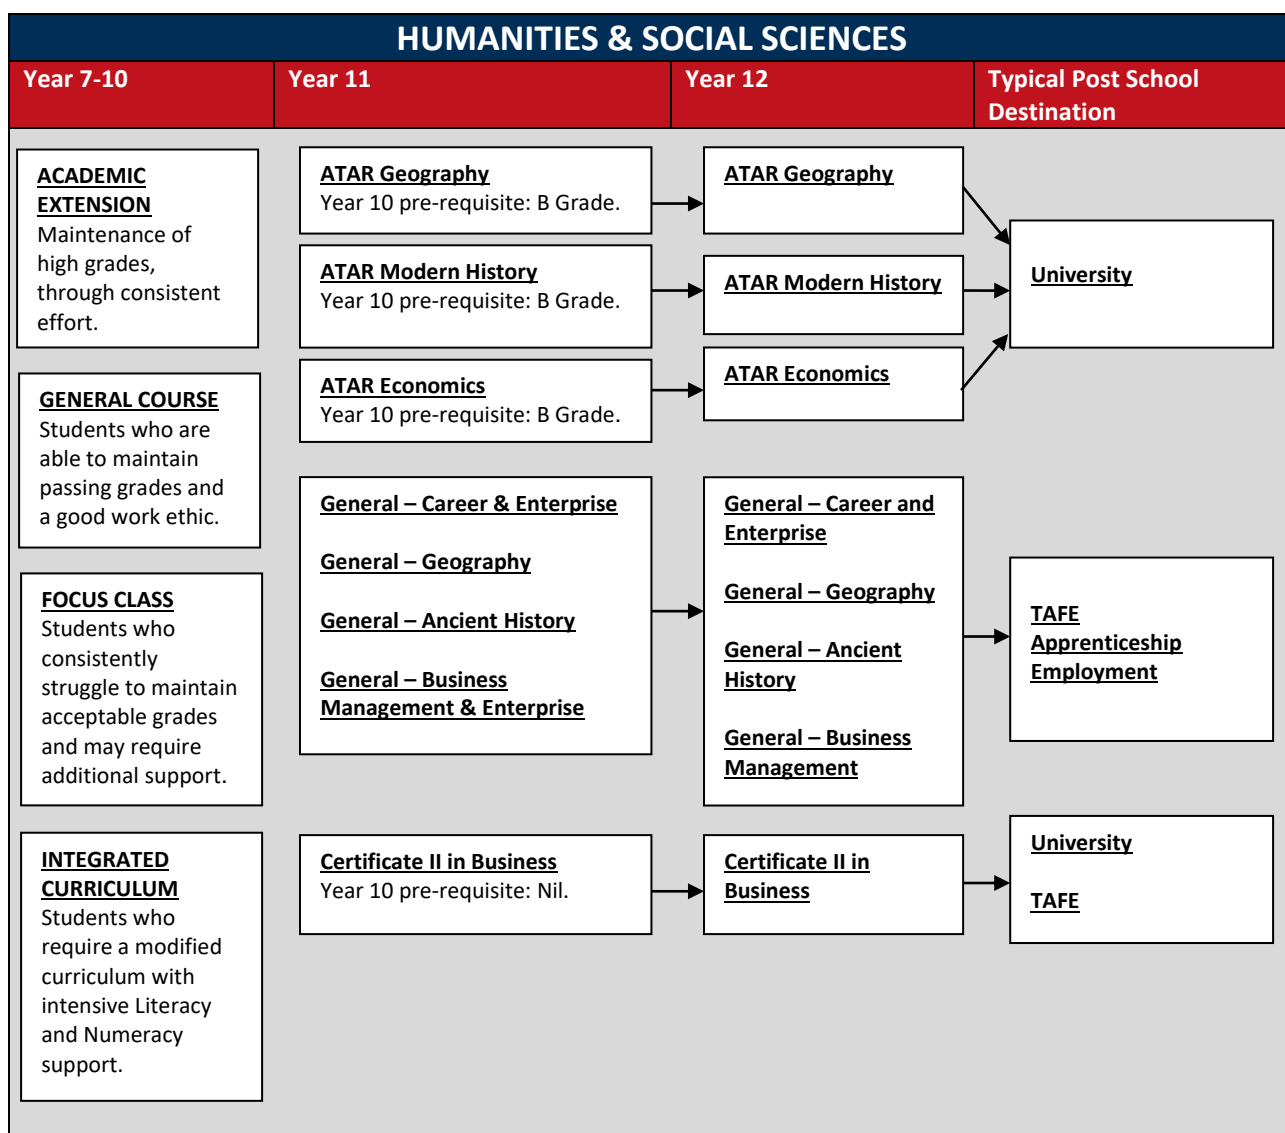 HUMANITIES & SOCIAL SCIENCES
Year 7-10
Year 11
Year 12
Typical Post School
Destination
ACADEMIC
EXTENSION
Maintenance of
high grades,
through consistent
effort.
GENERAL COURSE
Students who are
able to maintain
passing grades and
a good work ethic.
FOCUS CLASS
Students who
consistently
struggle to maintain
acceptable grades
and may require
additional support.
INTEGRATED
CURRICULUM
Students who
require a modified
curriculum with
intensive Literacy
and Numeracy
support.
ATAR Geography
Year 10 pre-requisite: B Grade.
ATAR Modern History
Year 10 pre-requisite: B Grade.
ATAR Economics
Year 10 pre-requisite: B Grade.
General – Career & Enterprise
General – Geography
General – Ancient History
General – Business
Management & Enterprise
Certificate II in Business
Year 10 pre-requisite: Nil.
ATAR Geography
ATAR Modern History
ATAR Economics
General – Career and
Enterprise
General – Geography
General – Ancient
History
General – Business
Management
Certificate II in
Business
University
TAFE
Apprenticeship
Employment
University
TAFE